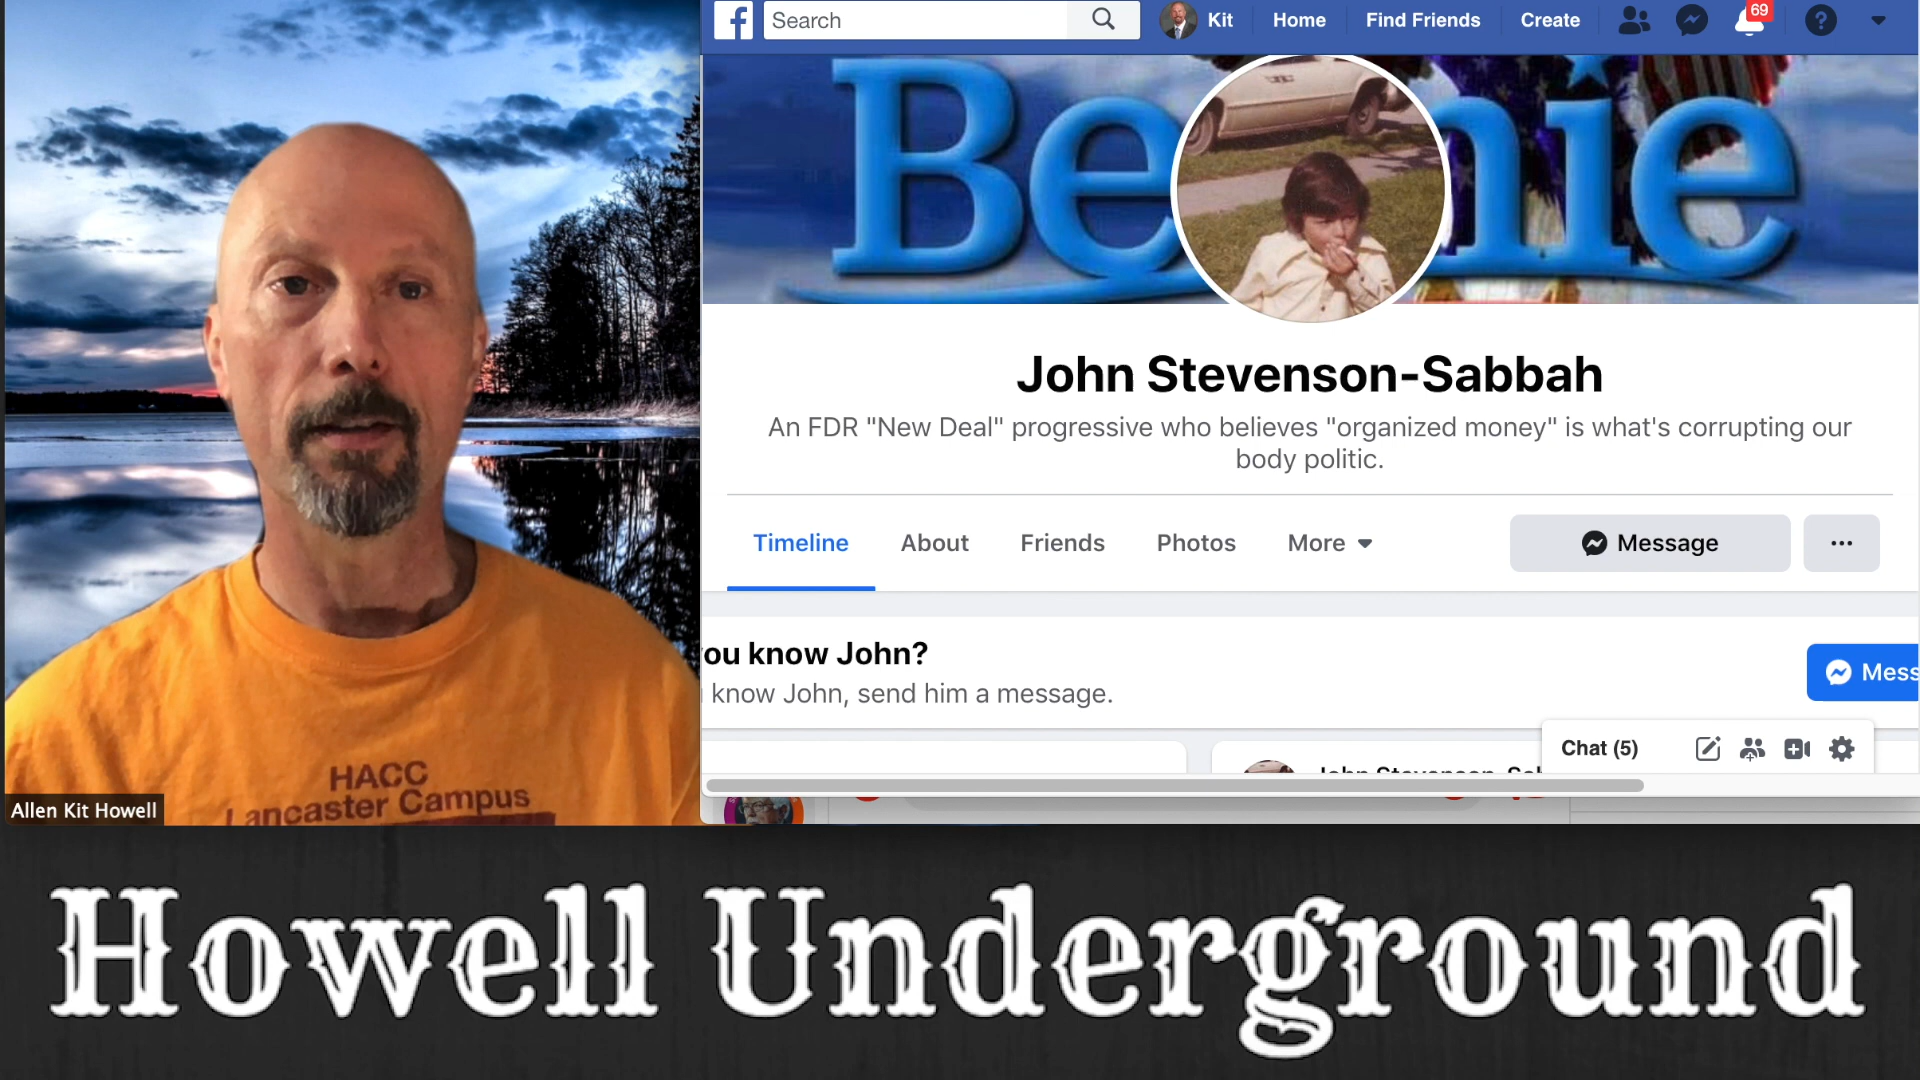 Search
Kit
Home
Find Friends
Create
69
John Stevenson-Sabbah
An FDR "New Deal" progressive who believes "organized money" is what's corrupting our
body politic.
Timeline
About
Friends
Photos
More
Message
you know John?
know John, send him a message.
Mess
Chat (5)
HACC
Lancaster Campus
Allen Kit Howell
Howell Underground